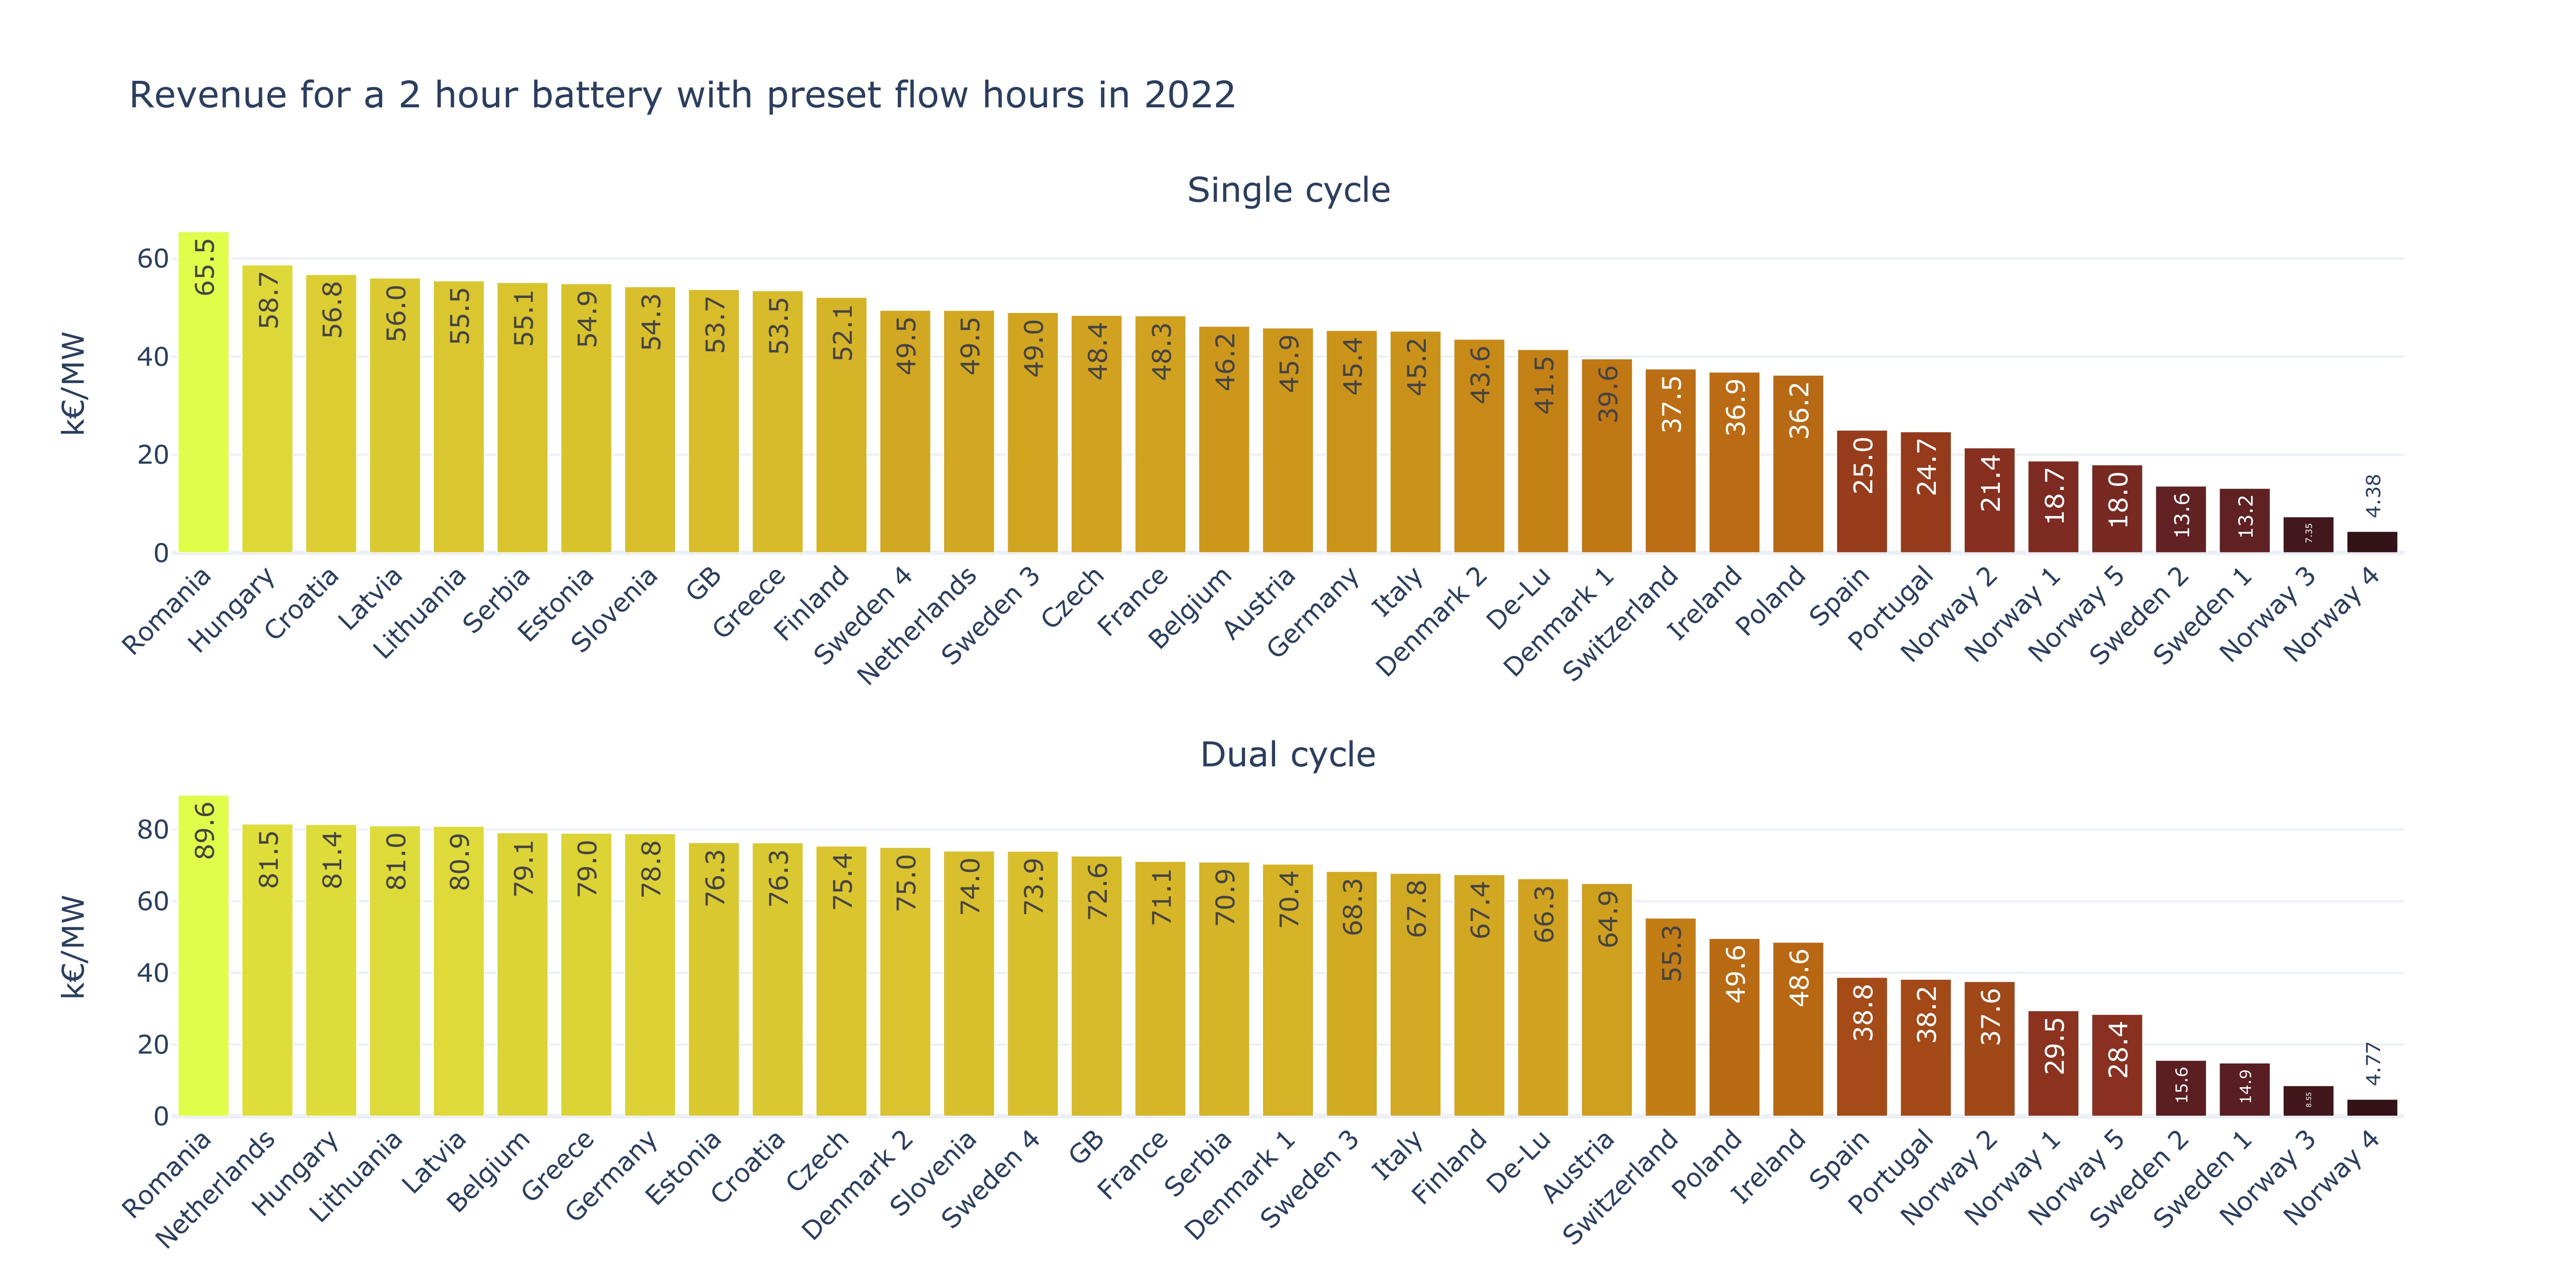 Revenue for a 2 hour battery with preset flow hours in 2022
Single cycle
k€/MW
60
40
20
0
65.5
58.7
56.8
56.0
55.5
55.1
54.9
54.3
53.7
53.5
52.1
49.5
49.5
49.0
48.4
48.3
46.2
45.9
45.4
45.2
43.6
41.5
39.6
37.5
36.9
36.2
25.0
24.7
21.4
18.7
18.0
13.6
13.2
7.35
4.38
Romania
Hungary
Croatia
Latvia
Lithuania
Serbia
Estonia
Slovenia
GB
Greece
Finland
Sweden 4
Netherlands
Sweden 3
Czech
France
Belgium
Austria
Germany
Italy
Denmark 2
De-Lu
Denmark 1
Switzerland
Ireland
Poland
Spain
Portugal
Norway 2
Norway 1
Norway 5
Sweden 2
Sweden 1
Norway 3
Norway 4
Dual cycle
k€/MW
80
60
40
20
0
89.6
81.5
81.4
81.0
80.9
79.1
79.0
78.8
76.3
76.3
75.4
75.0
74.0
73.9
72.6
71.1
70.9
70.4
68.3
67.8
67.4
66.3
64.9
55.3
49.6
48.6
38.8
38.2
37.6
29.5
28.4
15.6
14.9
8.55
4.77
Romania
Netherlands
Hungary
Lithuania
Latvia
Belgium
Greece
Germany
Estonia
Croatia
Czech
Denmark 2
Slovenia
Sweden 4
GB
France
Serbia
Denmark 1
Sweden 3
Italy
Finland
De-Lu
Austria
Switzerland
Poland
Ireland
Spain
Portugal
Norway 2
Norway 1
Norway 5
Sweden 2
Sweden 1
Norway 3
Norway 4